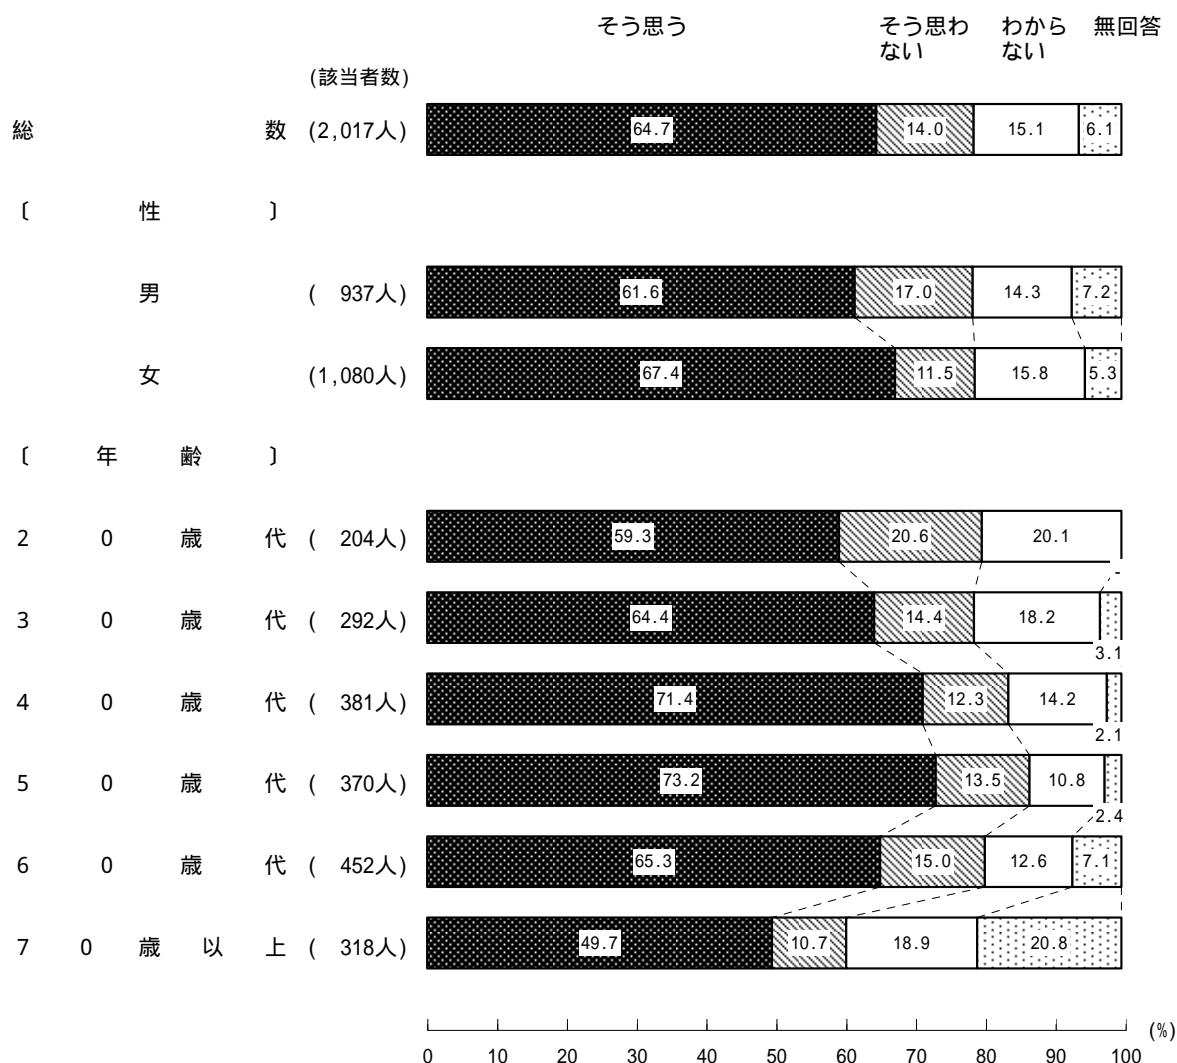 そう思う そう思わ わから 無回答
ない ない
(該当者数)
総 数 (2,017人) 64.7 14.0 15.1 6.1
〔 性 〕
男 ( 937人) 61.6 17.0 14.3 7.2
女 (1,080人) 67.4 11.5 15.8 5.3
〔 年 齢 〕
2 0 歳 代 ( 204人) 59.3 20.6 20.1 -
3 0 歳 代 ( 292人) 64.4 14.4 18.2 3.1
4 0 歳 代 ( 381人) 71.4 12.3 14.2 2.1
5 0 歳 代 ( 370人) 73.2 13.5 10.8 2.4
6 0 歳 代 ( 452人) 65.3 15.0 12.6 7.1
7 0 歳 以 上 ( 318人) 49.7 10.7 18.9 20.8
0 10 20 30 40 50 60 70 80 90 100 (%)